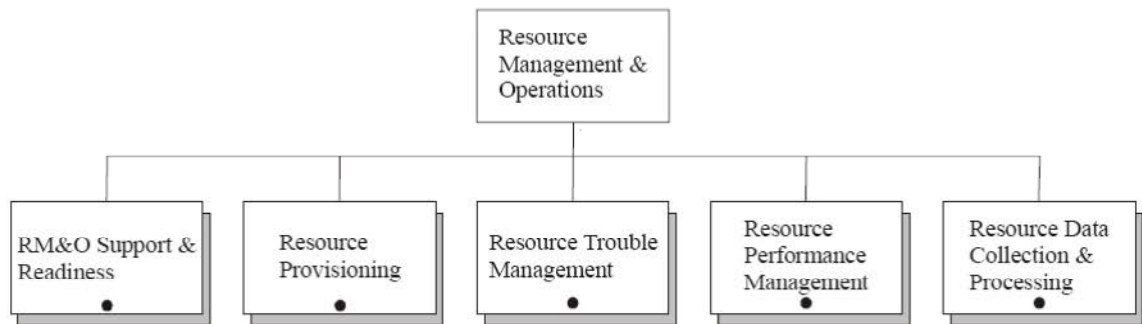 Resource
Management &
Operations
RM&O Support &
Readiness
Resource
Provisioning
Resource Trouble
Management
Resource
Performance
Management
Resource Data
Collection &
Processing